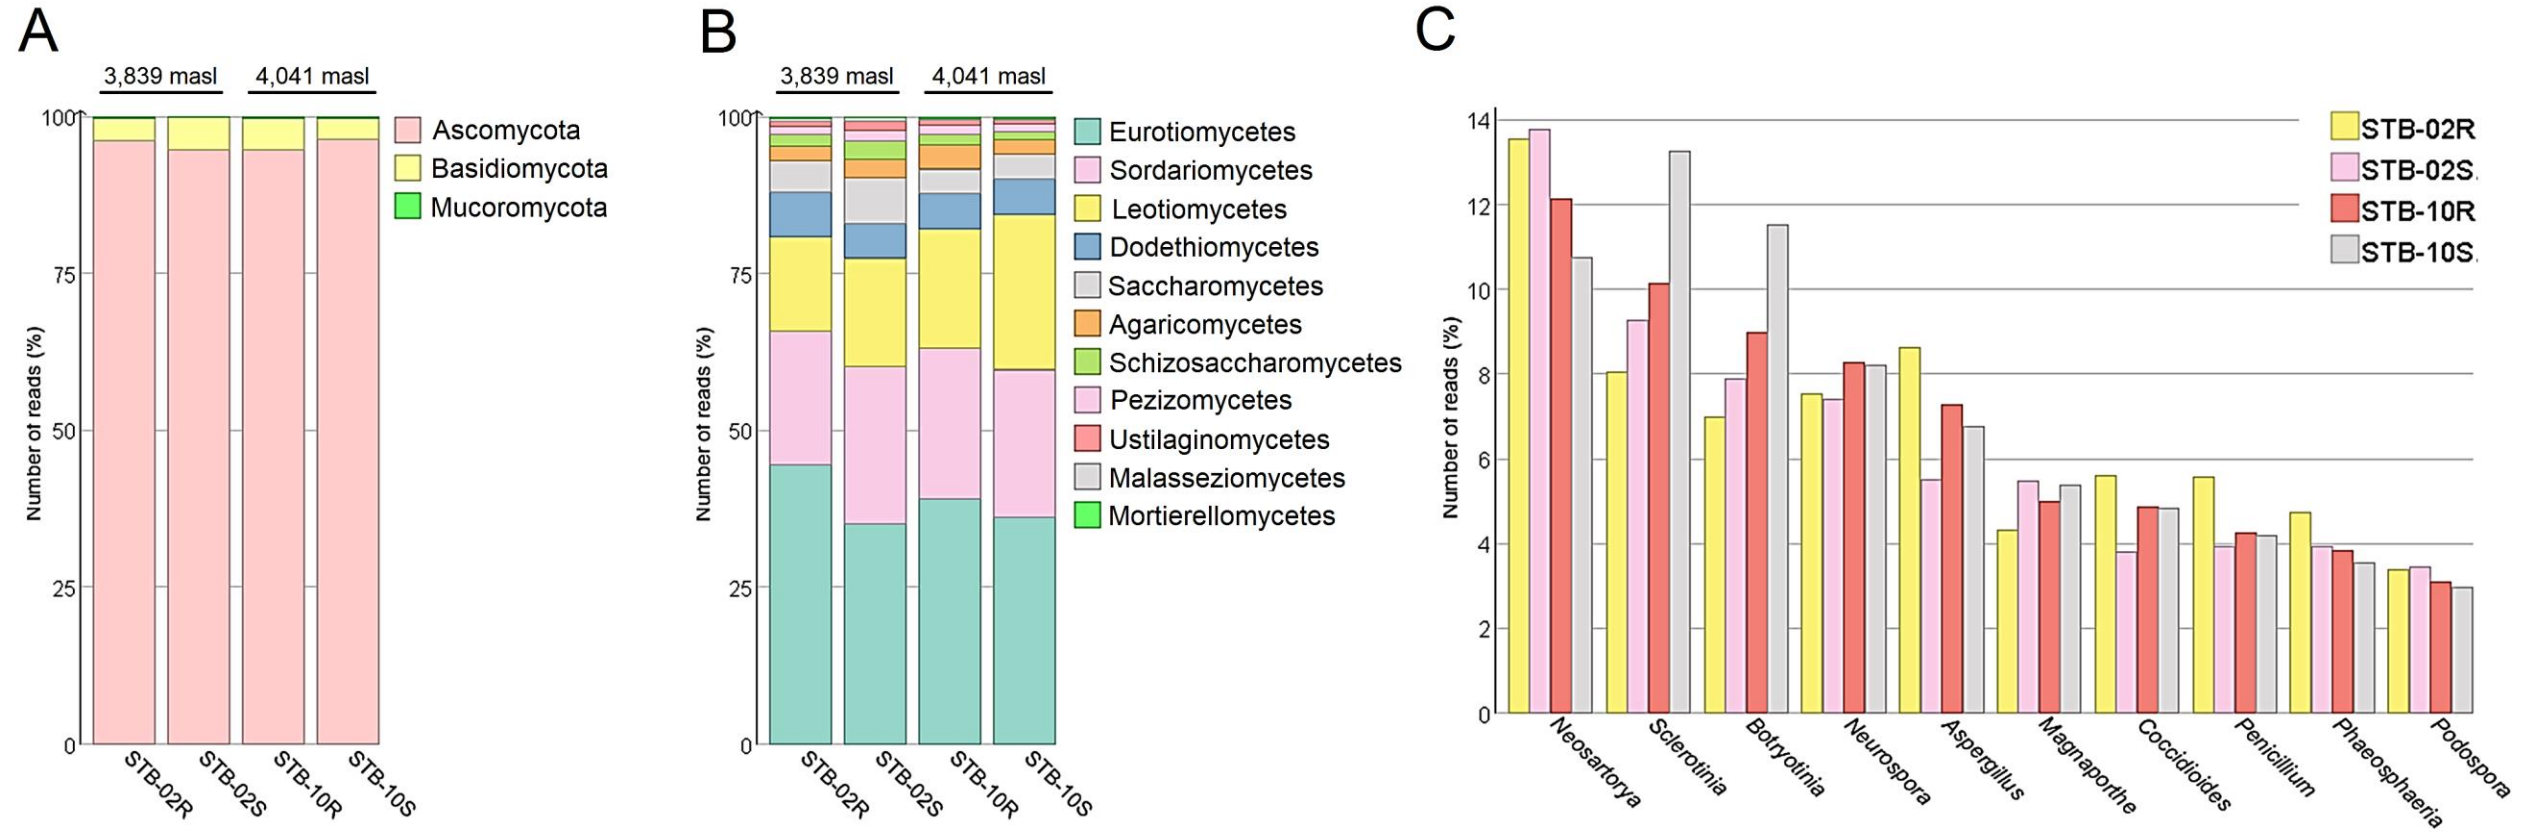 A
3,839 masl 4,041 masl
100
75
50
25
0
Number of reads (%)
STB-02R
STB-02S
STB-10R
STB-10S
Ascomycota
Basidiomycota
Mucoromycota
B
3,839 masl 4,041 masl
100
75
50
25
0
Number of reads (%)
STB-02R
STB-02S
STB-10R
STB-10S
Eurotiomycetes
Sordariomycetes
Leotiomycetes
Dodethiomycetes
Saccharomycetes
Agaricomycetes
Schizosaccharomycetes
Pezizomycetes
Ustilaginomycetes
Malasseziomycetes
Mortierellomycetes
C
14
12
10
8
6
4
2
0
Number of reads (%)
Neosartorya
Sclerotinia
Botryotinia
Neurospora
Aspergillus
Magnaporthe
Coccidioides
Penicillium
Phaeosphaeria
Podospora
STB-02R
STB-02S.
STB-10R
STB-10S.